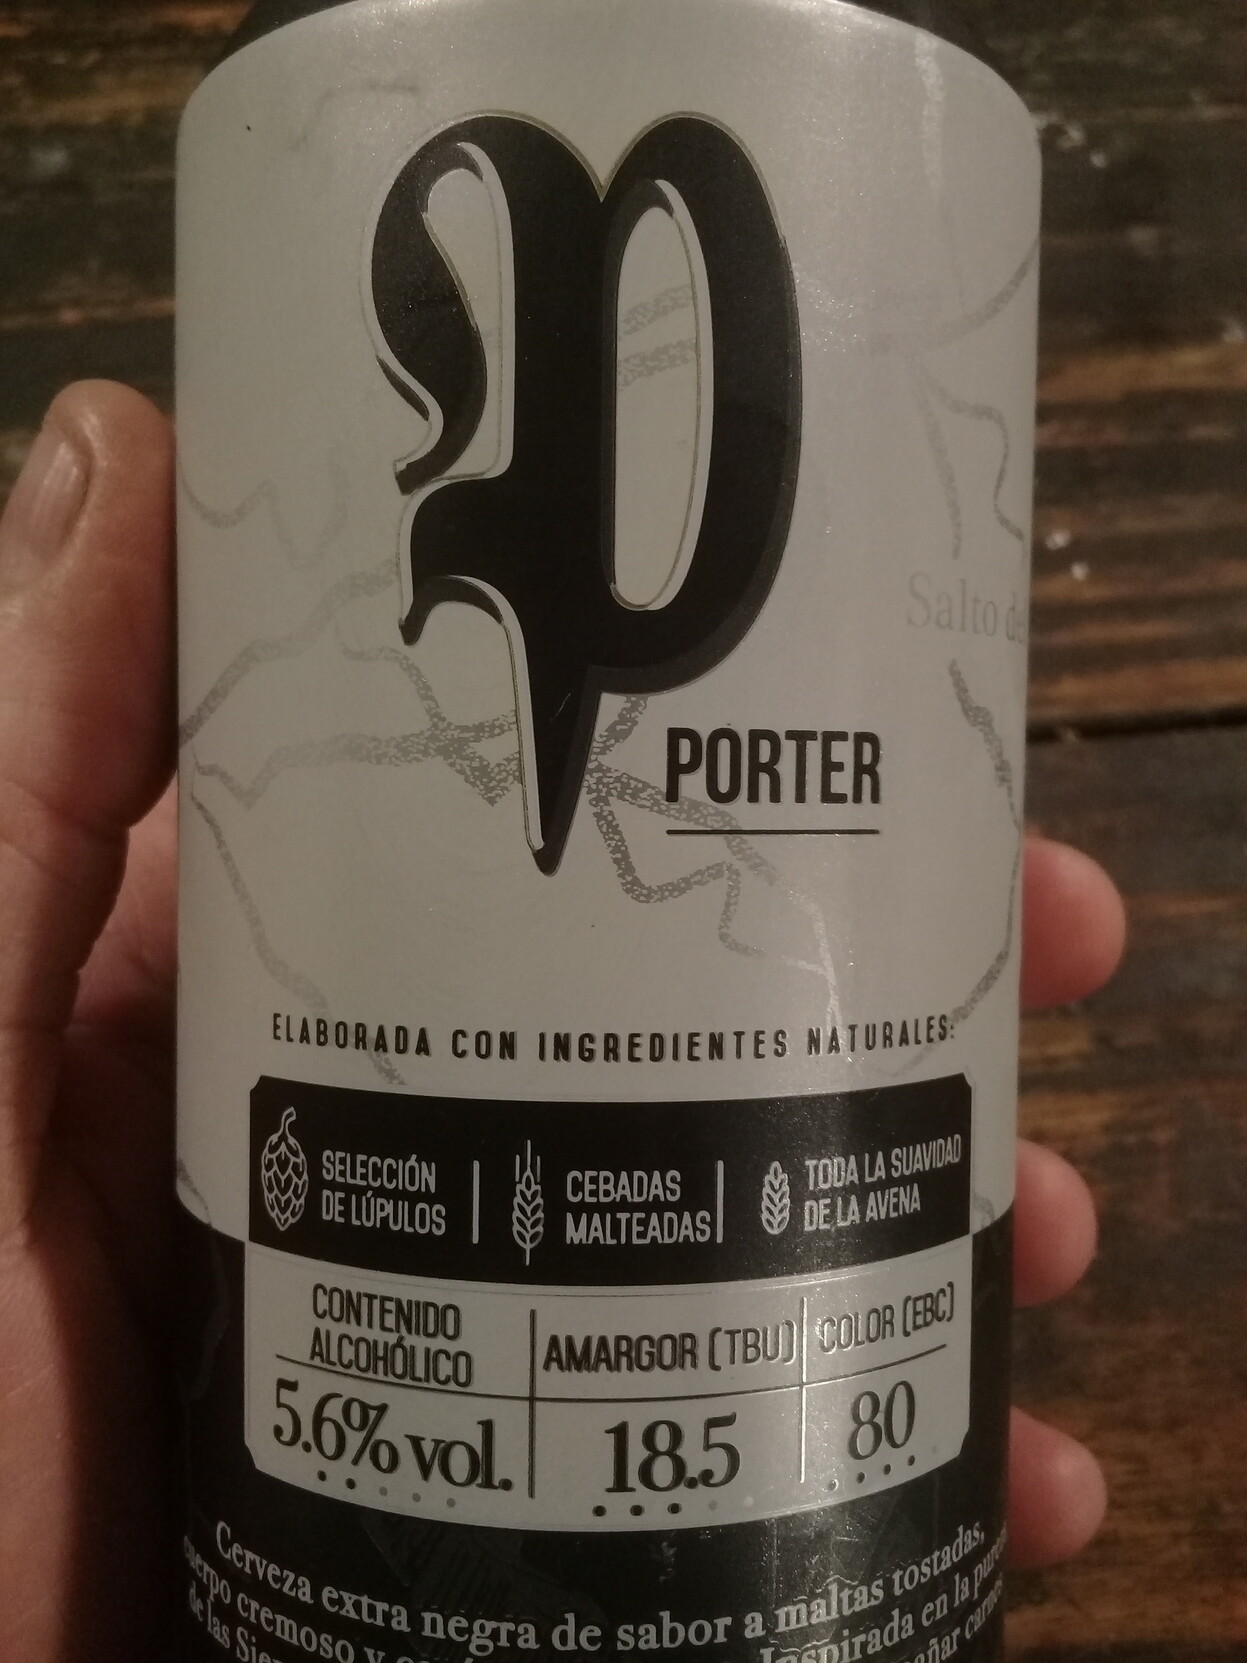 P
PORTER
Salto de
ELABORADA CON INGREDIENTES NATURALES:
SELECCIÓN
DE LÚPULOS
CEBADAS
MALTEADAS
TODA LA SUAVIDAD
DE LA AVENA
CONTENIDO
ALCOHÓLICO
5.6% vol.
AMARGOR (TBU)
18.5
COLOR (EBC)
80
Cerveza extra negra de sabor a maltas tostadas,
cuerpo cremoso y Inspirada en la
de las